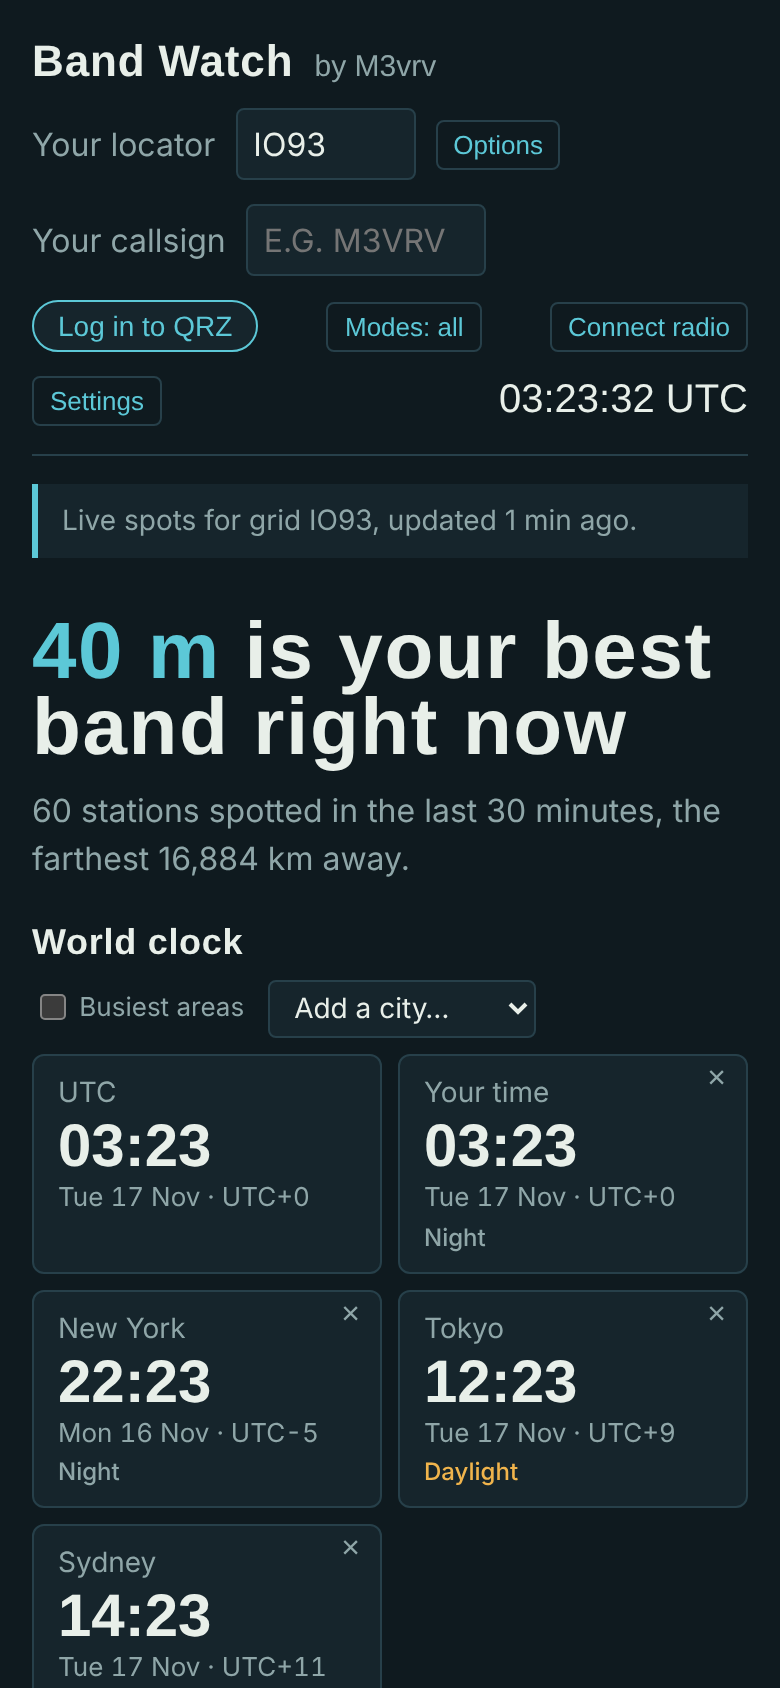 Band Watch by M3vrv
Your locator IO93 Options
Your callsign E.G. M3VRV
Log in to QRZ Modes: all Connect radio
Settings 03:23:32 UTC
Live spots for grid IO93, updated 1 min ago.
40 m is your best
band right now
60 stations spotted in the last 30 minutes, the
farthest 16,884 km away.
World clock
Busiest areas Add a city...
UTC
03:23
Tue 17 Nov · UTC+0
Your time ×
03:23
Tue 17 Nov · UTC+0
Night
New York ×
22:23
Mon 16 Nov · UTC-5
Night
Tokyo ×
12:23
Tue 17 Nov · UTC+9
Daylight
Sydney ×
14:23
Tue 17 Nov · UTC+11